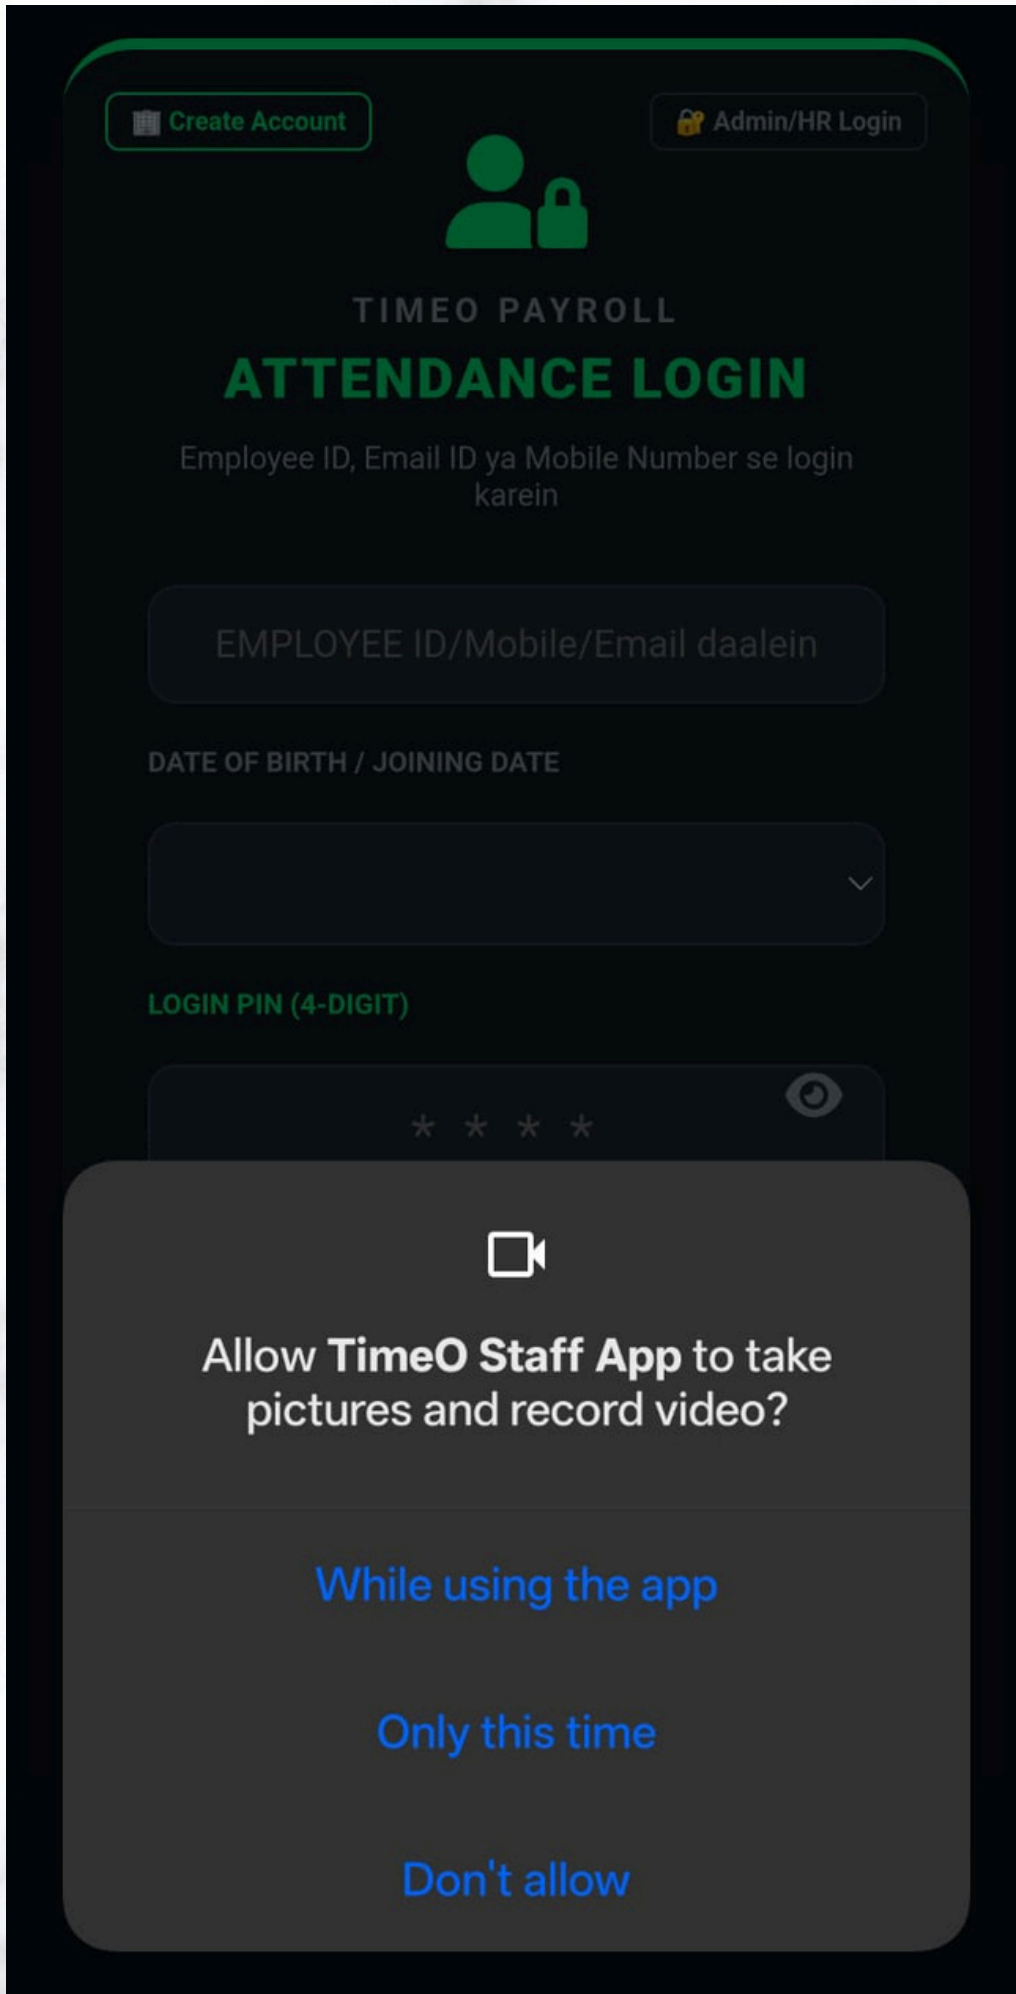 Create Account
Admin/HR Login
TIMEO PAYROLL
ATTENDANCE LOGIN
Employee ID, Email ID ya Mobile Number se login
karein
EMPLOYEE ID/Mobile/Email daalein
DATE OF BIRTH / JOINING DATE
LOGIN PIN (4-DIGIT)
* * * *
Allow TimeO Staff App to take
pictures and record video?
While using the app
Only this time
Don't allow